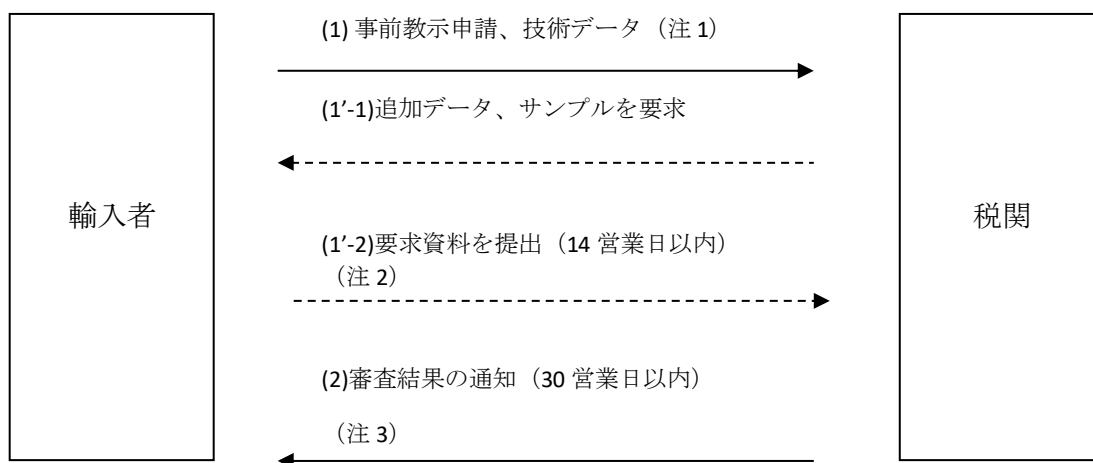 (1) 事前教示申請、技術データ（注 1）
(1'-1)追加データ、サンプルを要求
輸入者
税関
(1'-2)要求資料を提出（14 営業日以内）
（注 2）
(2)審査結果の通知（30 営業日以内）
（注 3）